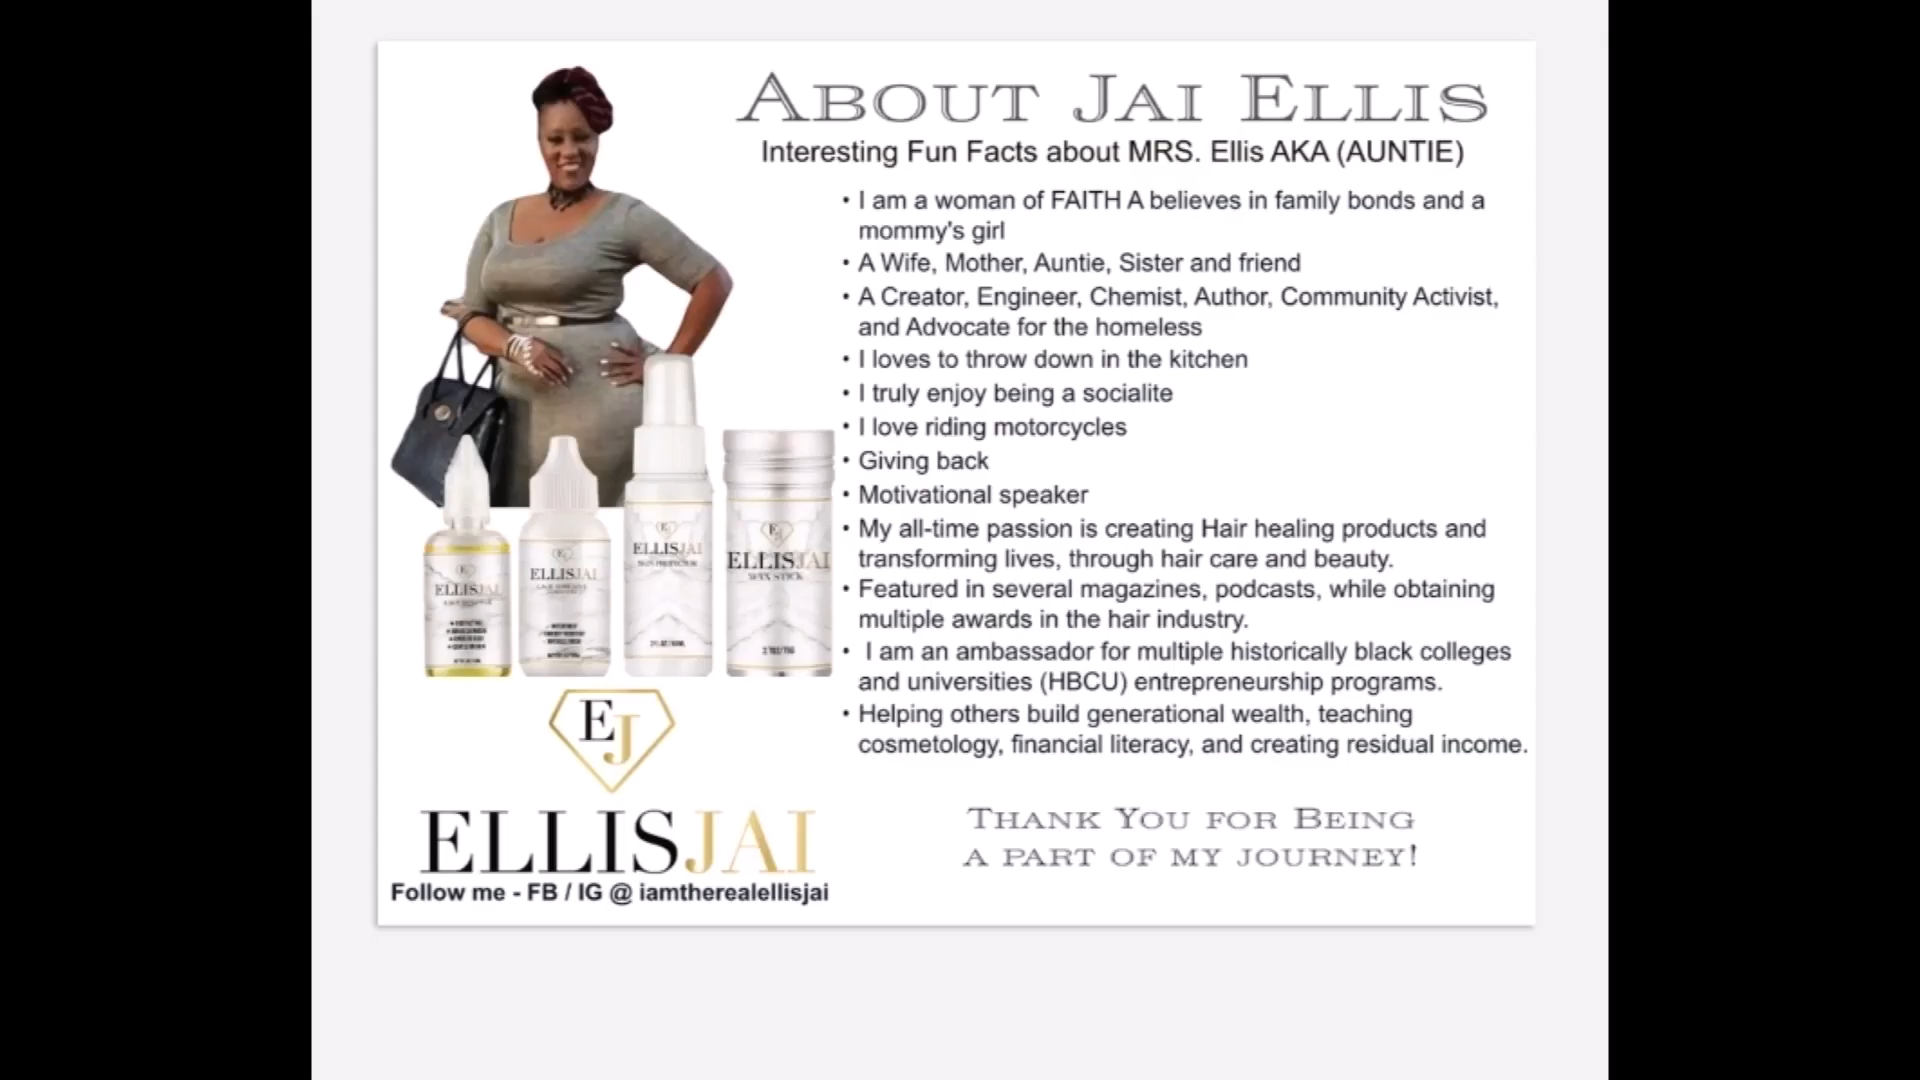 ABOUT JAI ELLIS
Interesting Fun Facts about MRS. Ellis AKA (AUNTIE)
• I am a woman of FAITH A believes in family bonds and a
mommy's girl
• A Wife, Mother, Auntie, Sister and friend
• A Creator, Engineer, Chemist, Author, Community Activist,
and Advocate for the homeless
• I loves to throw down in the kitchen
• I truly enjoy being a socialite
• I love riding motorcycles
• Giving back
• Motivational speaker
• My all-time passion is creating Hair healing products and
transforming lives, through hair care and beauty.
• Featured in several magazines, podcasts, while obtaining
multiple awards in the hair industry.
• I am an ambassador for multiple historically black colleges
and universities (HBCU) entrepreneurship programs.
• Helping others build generational wealth, teaching
cosmetology, financial literacy, and creating residual income.
THANK YOU FOR BEING
A PART OF MY JOURNEY!
ELLISJAI
ELLISJAI
ELLISJAI
SKIN PROTECTOR
ELLISJAI
WAX STICK
EJ
ELLISJAI
Follow me - FB / IG @ iamtherealellisjai